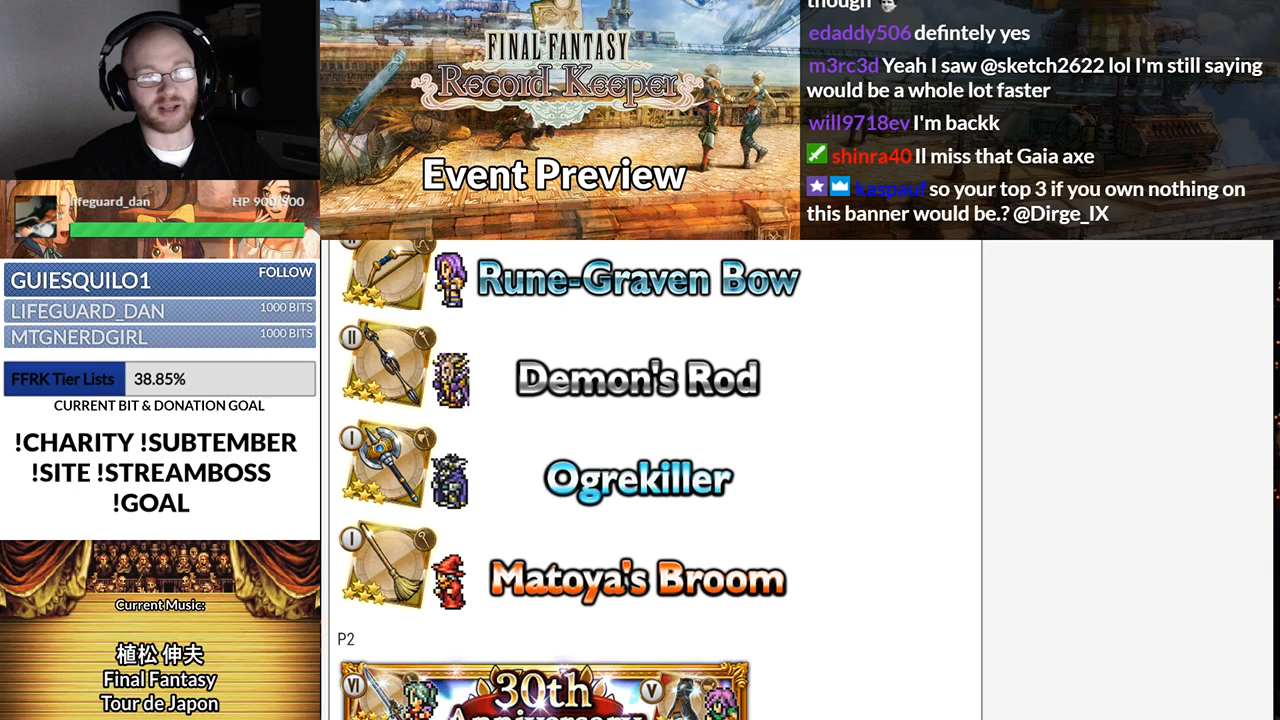 though
edaddy506 defintely yes
m3rc3d Yeah I saw @sketch2622 lol I'm still saying
would be a whole lot faster
will9718ev I'm backk
shinra40 Il miss that Gaia axe
kaspauf so your top 3 if you own nothing on
this banner would be.? @Dirge_IX
FINAL FANTASY
Record Keeper
Event Preview
lifeguard_dan HP 900/900
GUIESQUILO1 FOLLOW
LIFEGUARD_DAN 1000 BITS
MTGNERDGIRL 1000 BITS
FFRK Tier Lists 38.85%
CURRENT BIT & DONATION GOAL
!CHARITY !SUBTEMBER
!SITE !STREAMBOSS
!GOAL
Current Music:
植松 伸夫
Final Fantasy
Tour de Japon
Rune-Graven Bow
II
Demon's Rod
I
Ogrekiller
I
Matoya's Broom
P2
VI
30th
V
Anniversary